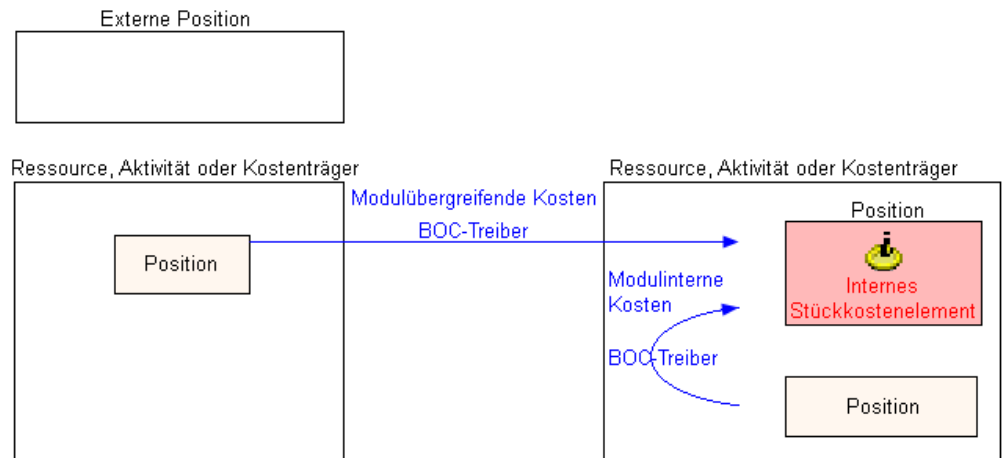 Externe Position
Ressource, Aktivität oder Kostenträger
Ressource, Aktivität oder Kostenträger
Modulübergreifende Kosten
BOC-Treiber
Position
Position
Internes
Stückkostenelement
Modulinterne
Kosten
BOC-Treiber
Position